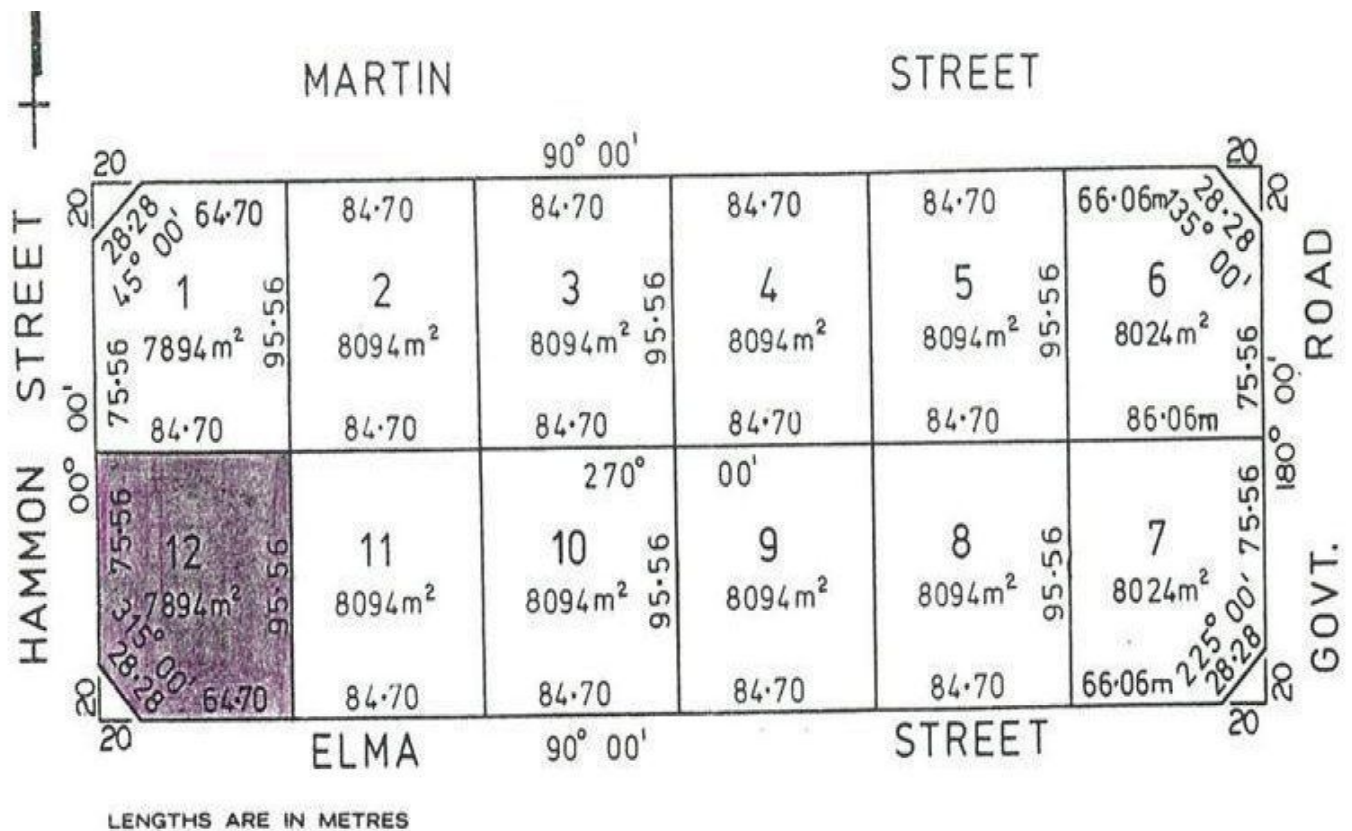 MARTIN STREET
90° 00'
20 20
20 28·28 64·70 84·70 84·70 84·70 84·70 66·06m 28·28 20
45° 00' 135° 00'
HAMMON STREET
GOVT. ROAD
1 2 3 4 5 6
7894m² 95·56 8094m² 8094m² 95·56 8094m² 8094m² 95·56 8024m²
75·56 75·56
84·70 84·70 84·70 84·70 84·70 86·06m
00° 00' 180° 00'
270° 00'
75·56 75·56
12 11 10 9 8 7
7894m² 95·56 8094m² 8094m² 95·56 8094m² 8094m² 95·56 8024m²
315° 00' 225° 00'
20 28·28 64·70 84·70 84·70 84·70 84·70 66·06m 28·28 20
20 20
ELMA STREET
90° 00'
LENGTHS ARE IN METRES